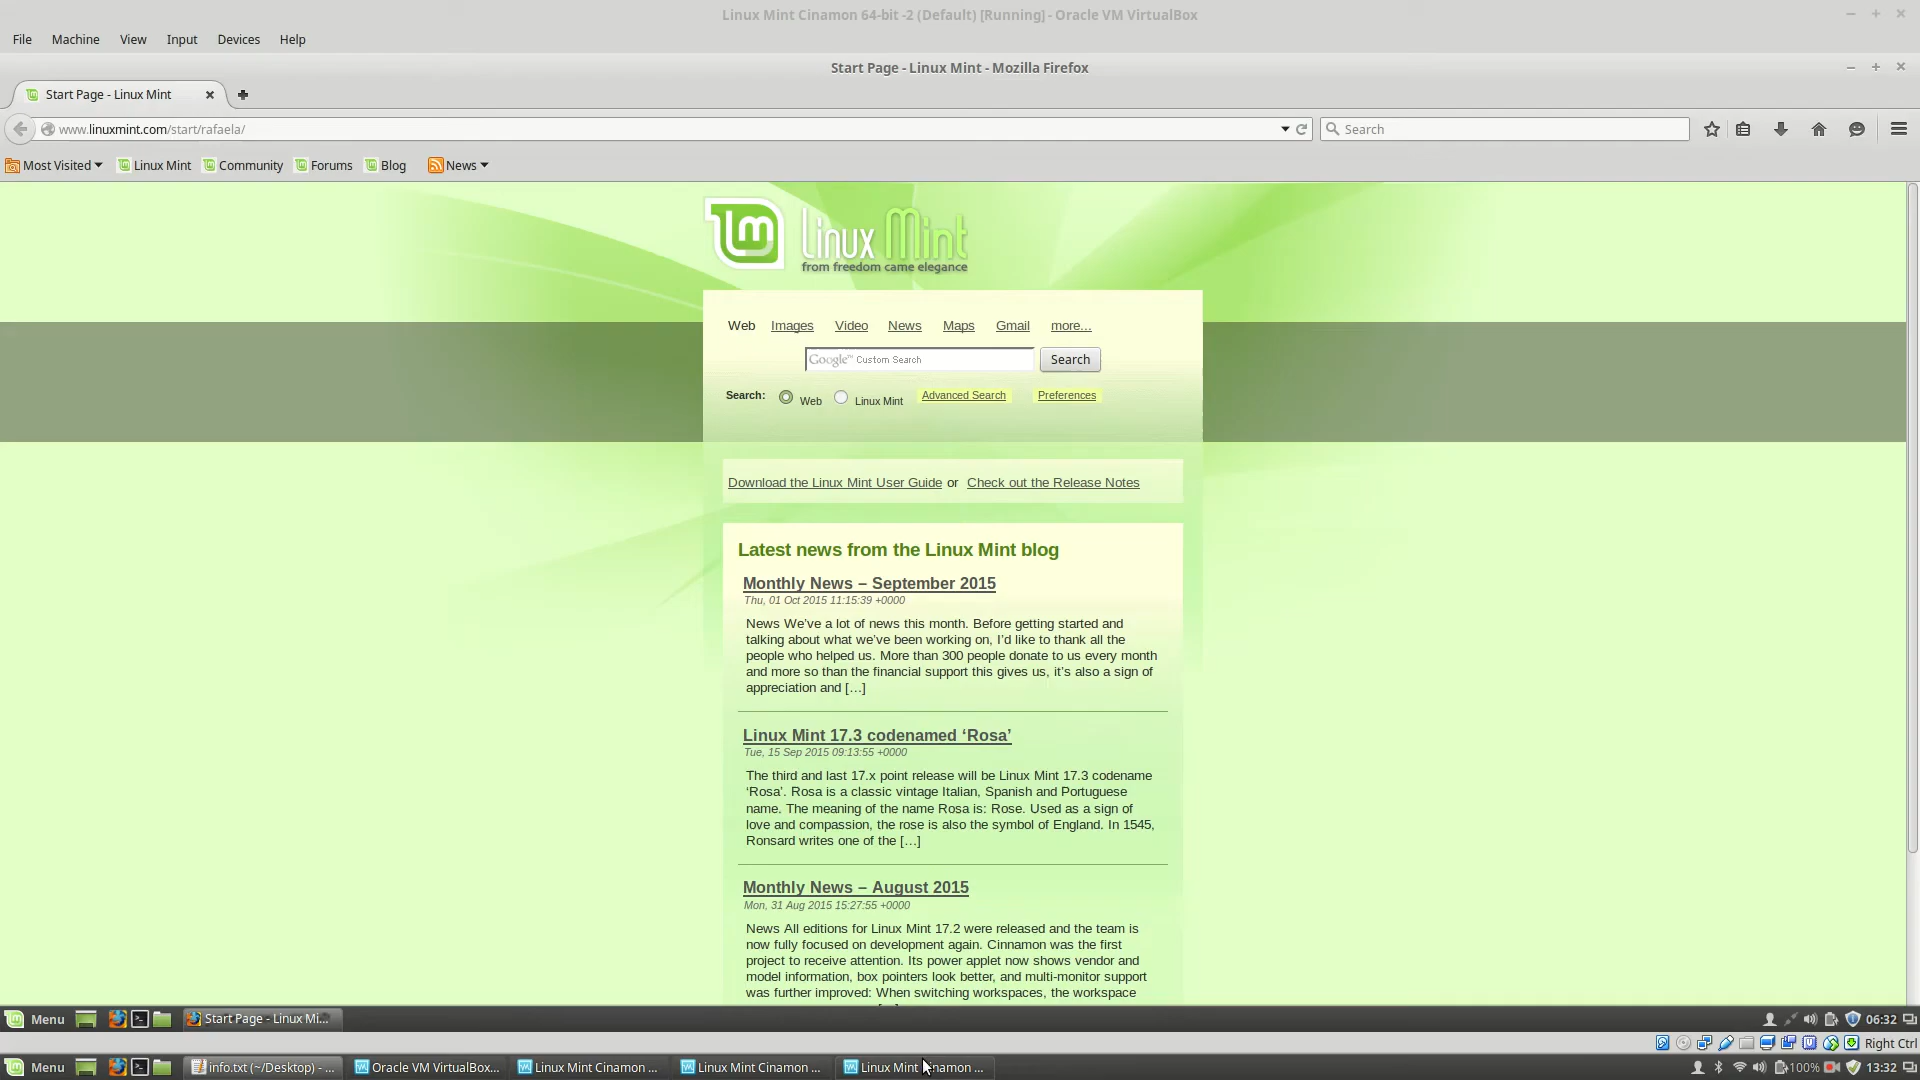 Linux Mint Cinamon 64-bit -2 (Default) [Running] - Oracle VM VirtualBox
File Machine View Input Devices Help
Start Page - Linux Mint - Mozilla Firefox
Start Page - Linux Mint
www.linuxmint.com/start/rafaela/
Search
Most Visited Linux Mint Community Forums Blog News
Linux Mint
from freedom came elegance
Web Images Video News Maps Gmail more...
Google™ Custom Search Search
Search: Web Linux Mint Advanced Search Preferences
Download the Linux Mint User Guide or Check out the Release Notes
Latest news from the Linux Mint blog
Monthly News – September 2015
Thu, 01 Oct 2015 11:15:39 +0000
News We’ve a lot of news this month. Before getting started and
talking about what we’ve been working on, I’d like to thank all the
people who helped us. More than 300 people donate to us every month
and more so than the financial support this gives us, it’s also a sign of
appreciation and […]
Linux Mint 17.3 codenamed ‘Rosa’
Tue, 15 Sep 2015 09:13:55 +0000
The third and last 17.x point release will be Linux Mint 17.3 codename
‘Rosa’. Rosa is a classic vintage Italian, Spanish and Portuguese
name. The meaning of the name Rosa is: Rose. Used as a sign of
love and compassion, the rose is also the symbol of England. In 1545,
Ronsard writes one of the […]
Monthly News – August 2015
Mon, 31 Aug 2015 15:27:55 +0000
News All editions for Linux Mint 17.2 were released and the team is
now fully focused on development again. Cinnamon was the first
project to receive attention. Its power applet now shows vendor and
model information, box pointers look better, and multi-monitor support
was further improved: When switching workspaces, the workspace
Menu Start Page - Linux Mi... 06:32
Right Ctrl
Menu info.txt (~/Desktop) - ... Oracle VM VirtualBox... Linux Mint Cinamon ... Linux Mint Cinamon ... Linux Mint Cinamon ... 100% 13:32